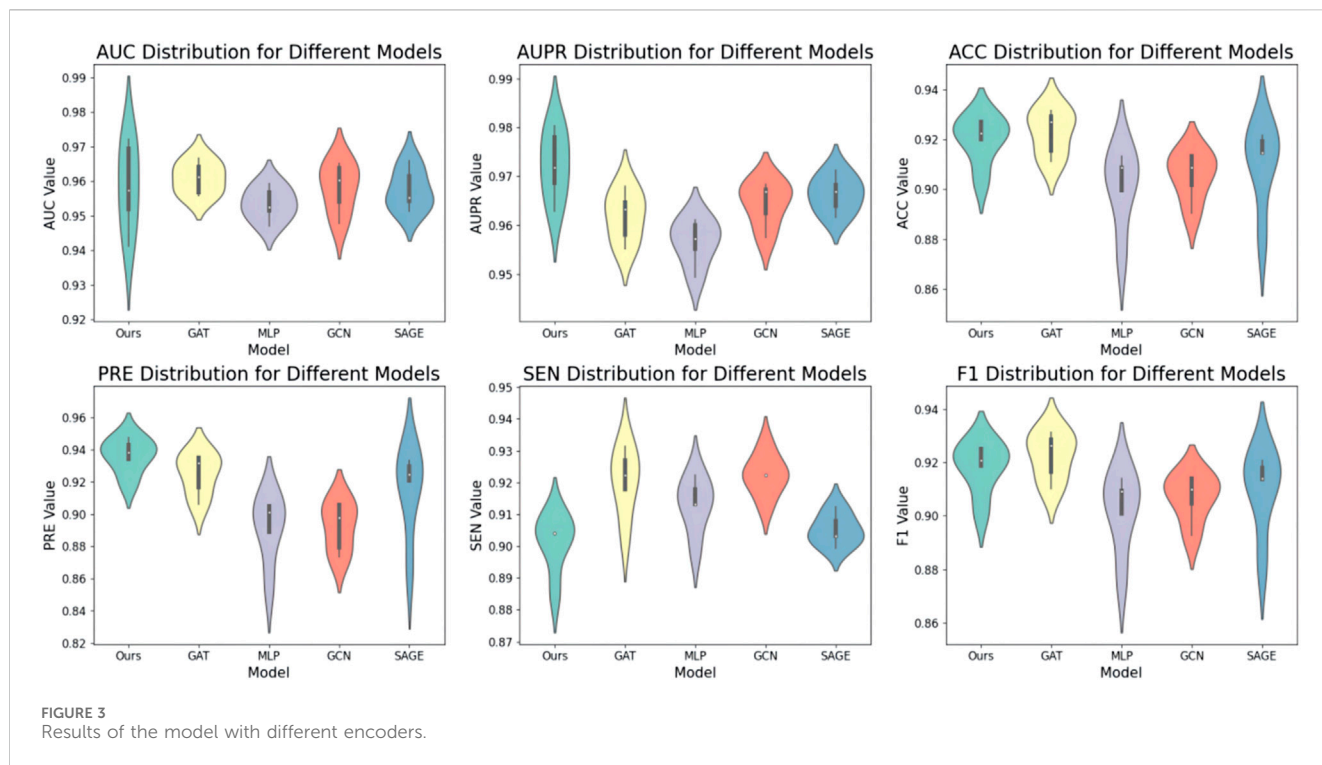 AUC Distribution for Different Models
0.99
0.98
0.97
0.96
0.95
0.94
0.93
0.92
AUC Value
Ours GAT MLP GCN SAGE
Model
AUPR Distribution for Different Models
0.99
0.98
0.97
0.96
0.95
AUPR Value
Ours GAT MLP GCN SAGE
Model
ACC Distribution for Different Models
0.94
0.92
0.90
0.88
0.86
ACC Value
Ours GAT MLP GCN SAGE
Model
PRE Distribution for Different Models
0.96
0.94
0.92
0.90
0.88
0.86
0.84
0.82
PRE Value
Ours GAT MLP GCN SAGE
Model
SEN Distribution for Different Models
0.95
0.94
0.93
0.92
0.91
0.90
0.89
0.88
0.87
SEN Value
Ours GAT MLP GCN SAGE
Model
F1 Distribution for Different Models
0.94
0.92
0.90
0.88
0.86
F1 Value
Ours GAT MLP GCN SAGE
Model
FIGURE 3
Results of the model with different encoders.